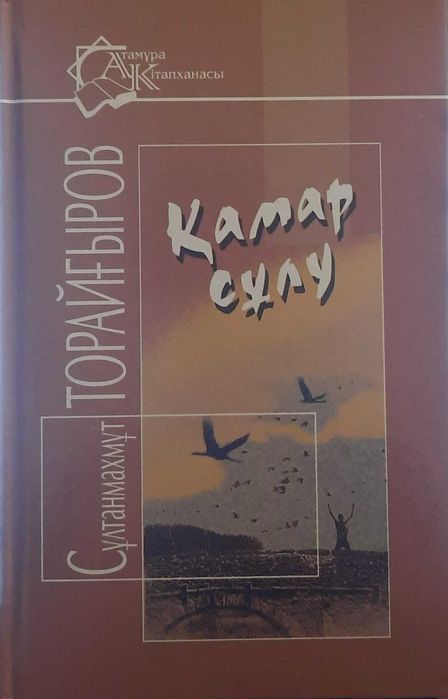 Атамұра
Кітапханасы
Қамар
сұлу
Сұлтанмахмұт
ТОРАЙҒЫРОВ